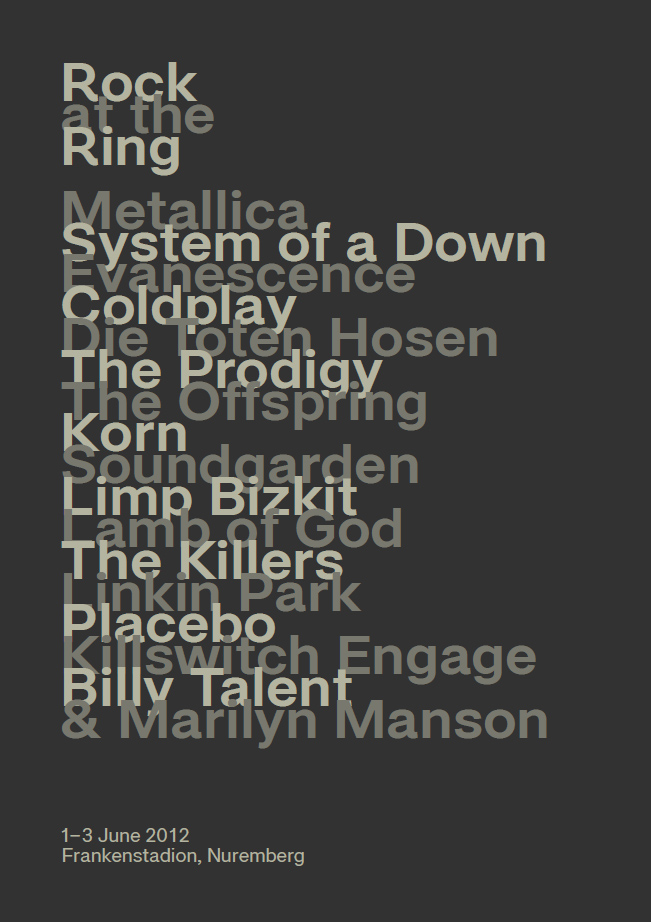 Rock
at the
Ring
Metallica
System of a Down
Evanescence
Coldplay
Die Toten Hosen
The Prodigy
The Offspring
Korn
Soundgarden
Limp Bizkit
Lamb of God
The Killers
Linkin Park
Placebo
Killswitch Engage
Billy Talent
& Marilyn Manson
1–3 June 2012
Frankenstadion, Nuremberg